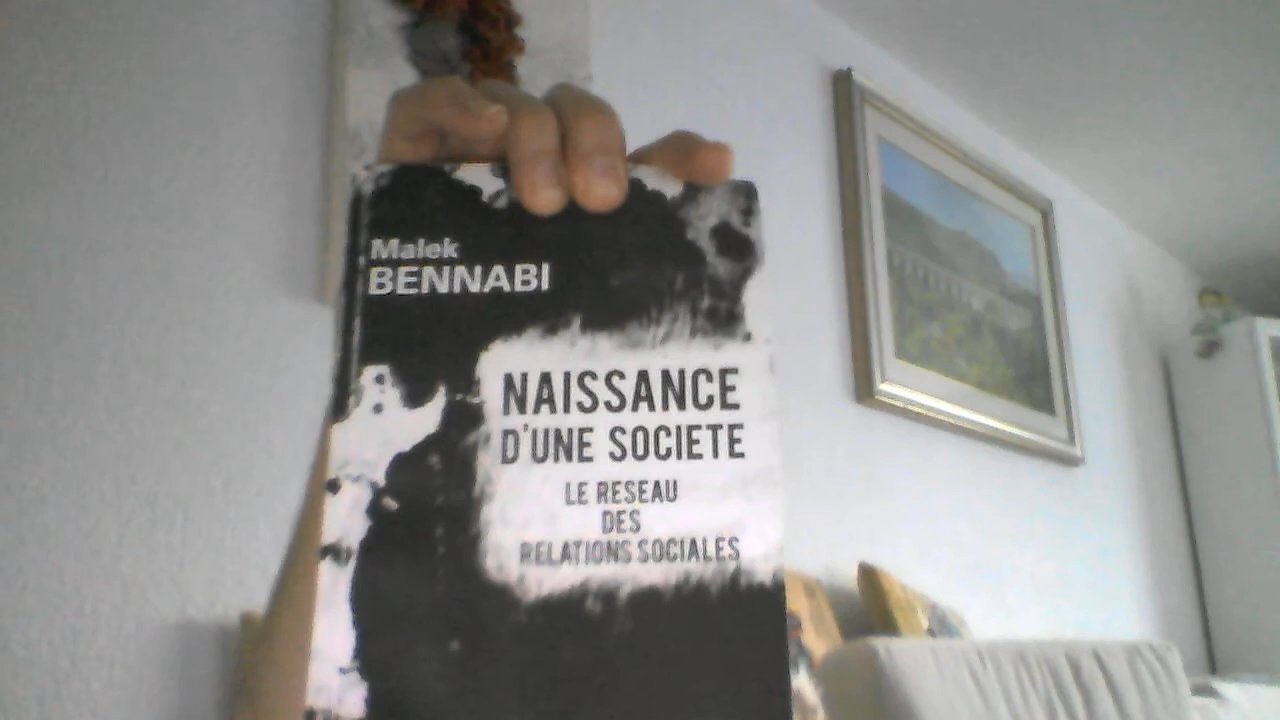 Malek
BENNABI
NAISSANCE
D'UNE SOCIETE
LE RESEAU
DES
RELATIONS SOCIALES